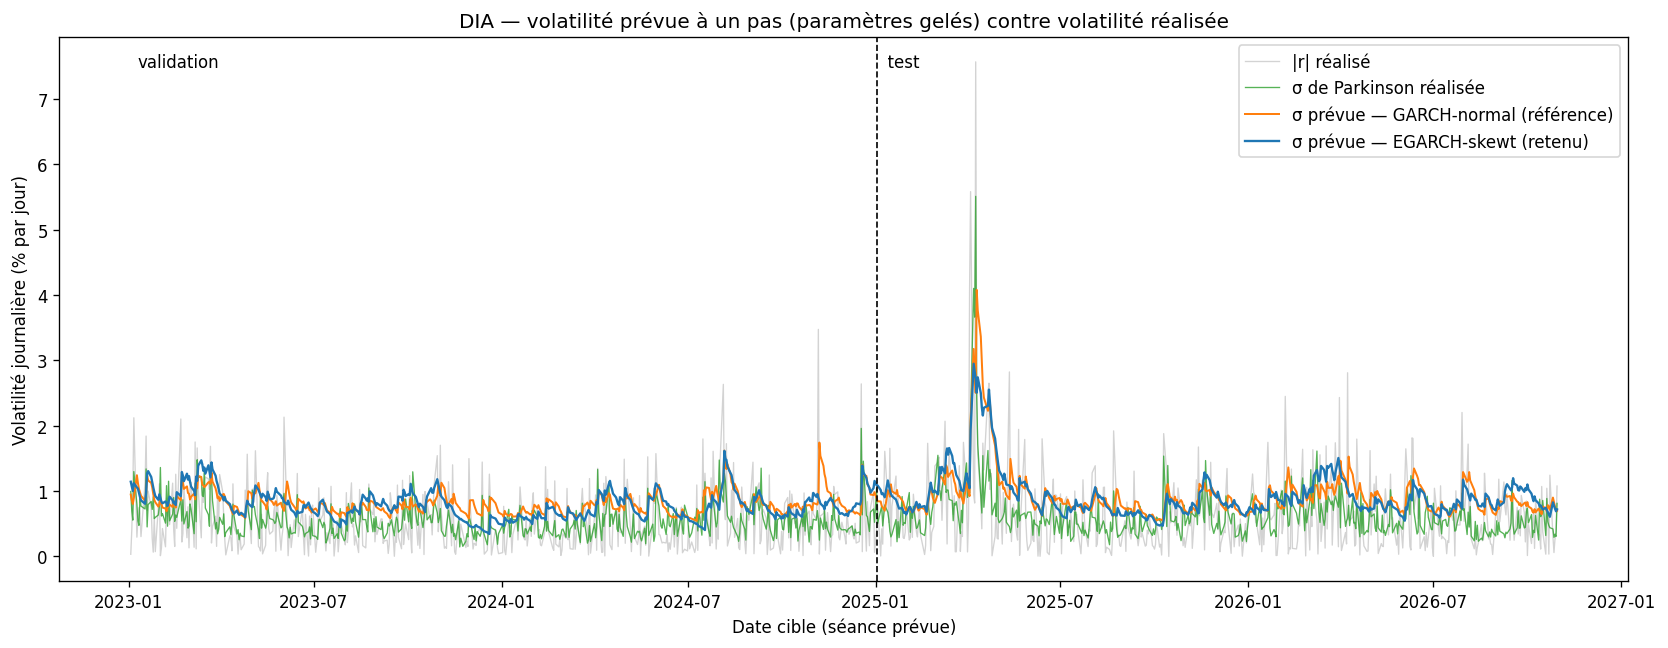 DIA — volatilité prévue à un pas (paramètres gelés) contre volatilité réalisée
validation
test
|r| réalisé
σ de Parkinson réalisée
σ prévue — GARCH-normal (référence)
σ prévue — EGARCH-skewt (retenu)
Volatilité journalière (% par jour)
7
6
5
4
3
2
1
0
2023-01
2023-07
2024-01
2024-07
2025-01
2025-07
2026-01
2026-07
2027-01
Date cible (séance prévue)